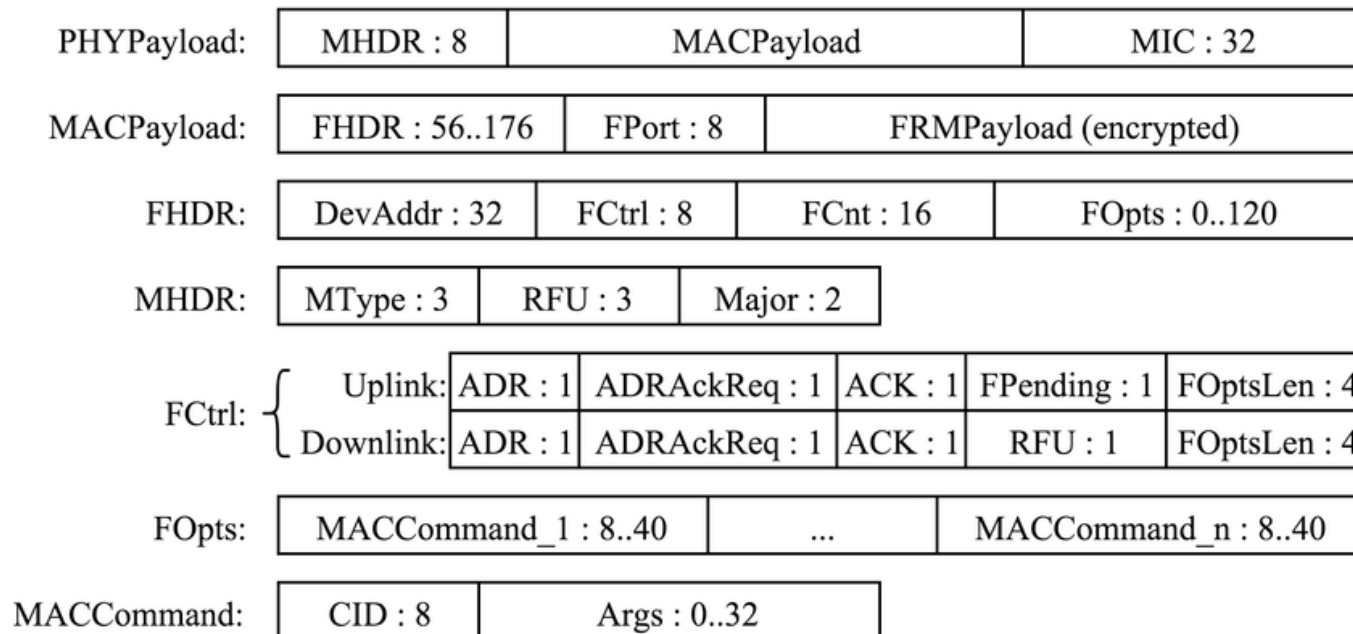 PHYPayload: MHDR : 8 MACPayload MIC : 32
MACPayload: FHDR : 56..176 FPort : 8 FRMPayload (encrypted)
FHDR: DevAddr : 32 FCtrl : 8 FCnt : 16 FOpts : 0..120
MHDR: MType : 3 RFU : 3 Major : 2
FCtrl:
Uplink: ADR : 1 ADRAckReq : 1 ACK : 1 FPending : 1 FOptsLen : 4
Downlink: ADR : 1 ADRAckReq : 1 ACK : 1 RFU : 1 FOptsLen : 4
FOpts: MACCommand_1 : 8..40 ... MACCommand_n : 8..40
MACCommand: CID : 8 Args : 0..32